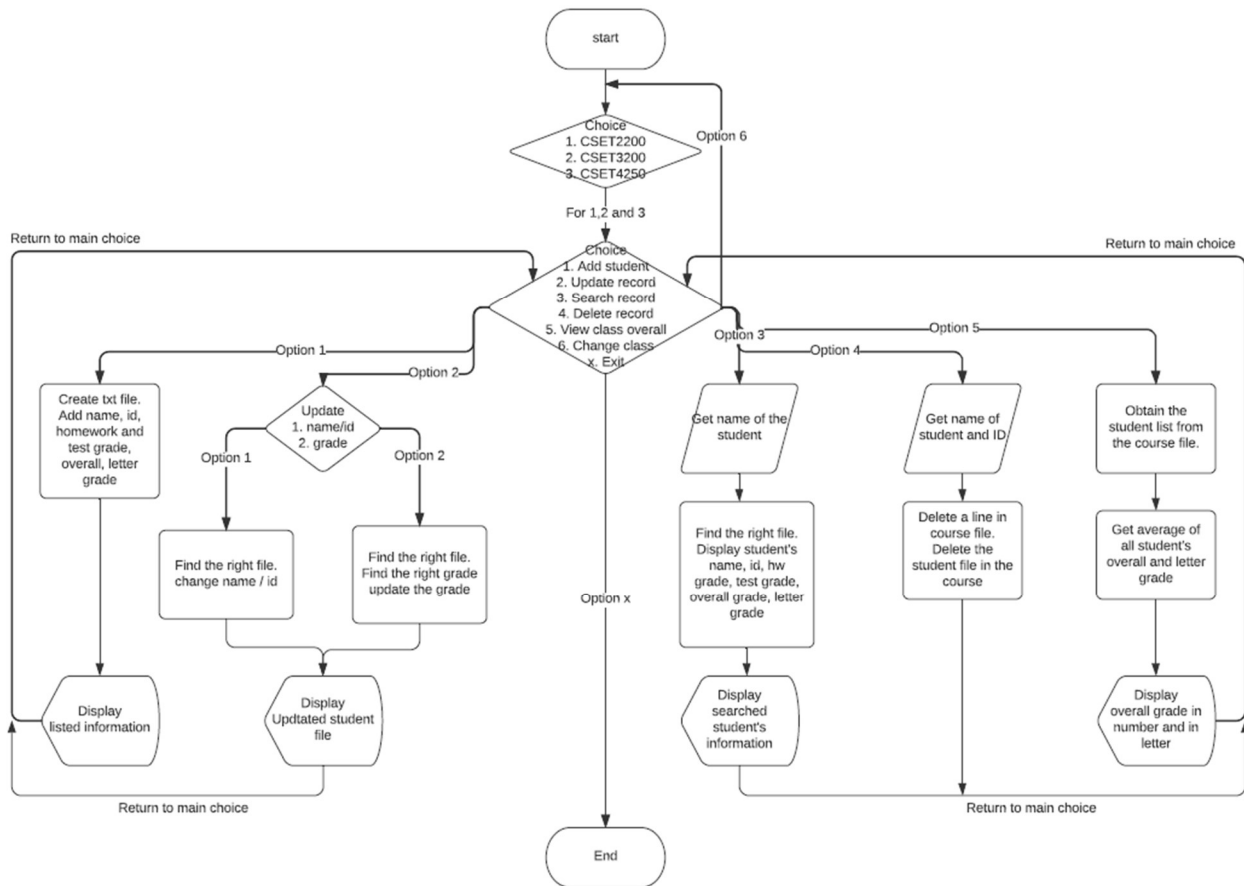 start
Option 6
Choice
1. CSET2200
2. CSET3200
3. CSET4250
For 1,2 and 3
Return to main choice
Return to main choice
Choice
1. Add student
2. Update record
3. Search record
4. Delete record
5. View class overall
6. Change class
x. Exit
Option 1
Option 2
Option 3
Option 4
Option 5
Create txt file.
Add name, id,
homework and
test grade,
overall, letter
grade
Update
1. name/id
2. grade
Option 1
Option 2
Get name of the
student
Get name of
student and ID
Obtain the
student list from
the course file.
Find the right file.
change name / id
Find the right file.
Find the right grade
update the grade
Find the right file.
Display student's
name, id, hw
grade, test grade,
overall grade, letter
grade
Delete a line in
course file.
Delete the
student file in the
course
Get average of
all student's
overall and letter
grade
Option x
Display
listed information
Display
Updtated student
file
Display
searched
student's
information
Display
overall grade in
number and in
letter
Return to main choice
Return to main choice
End